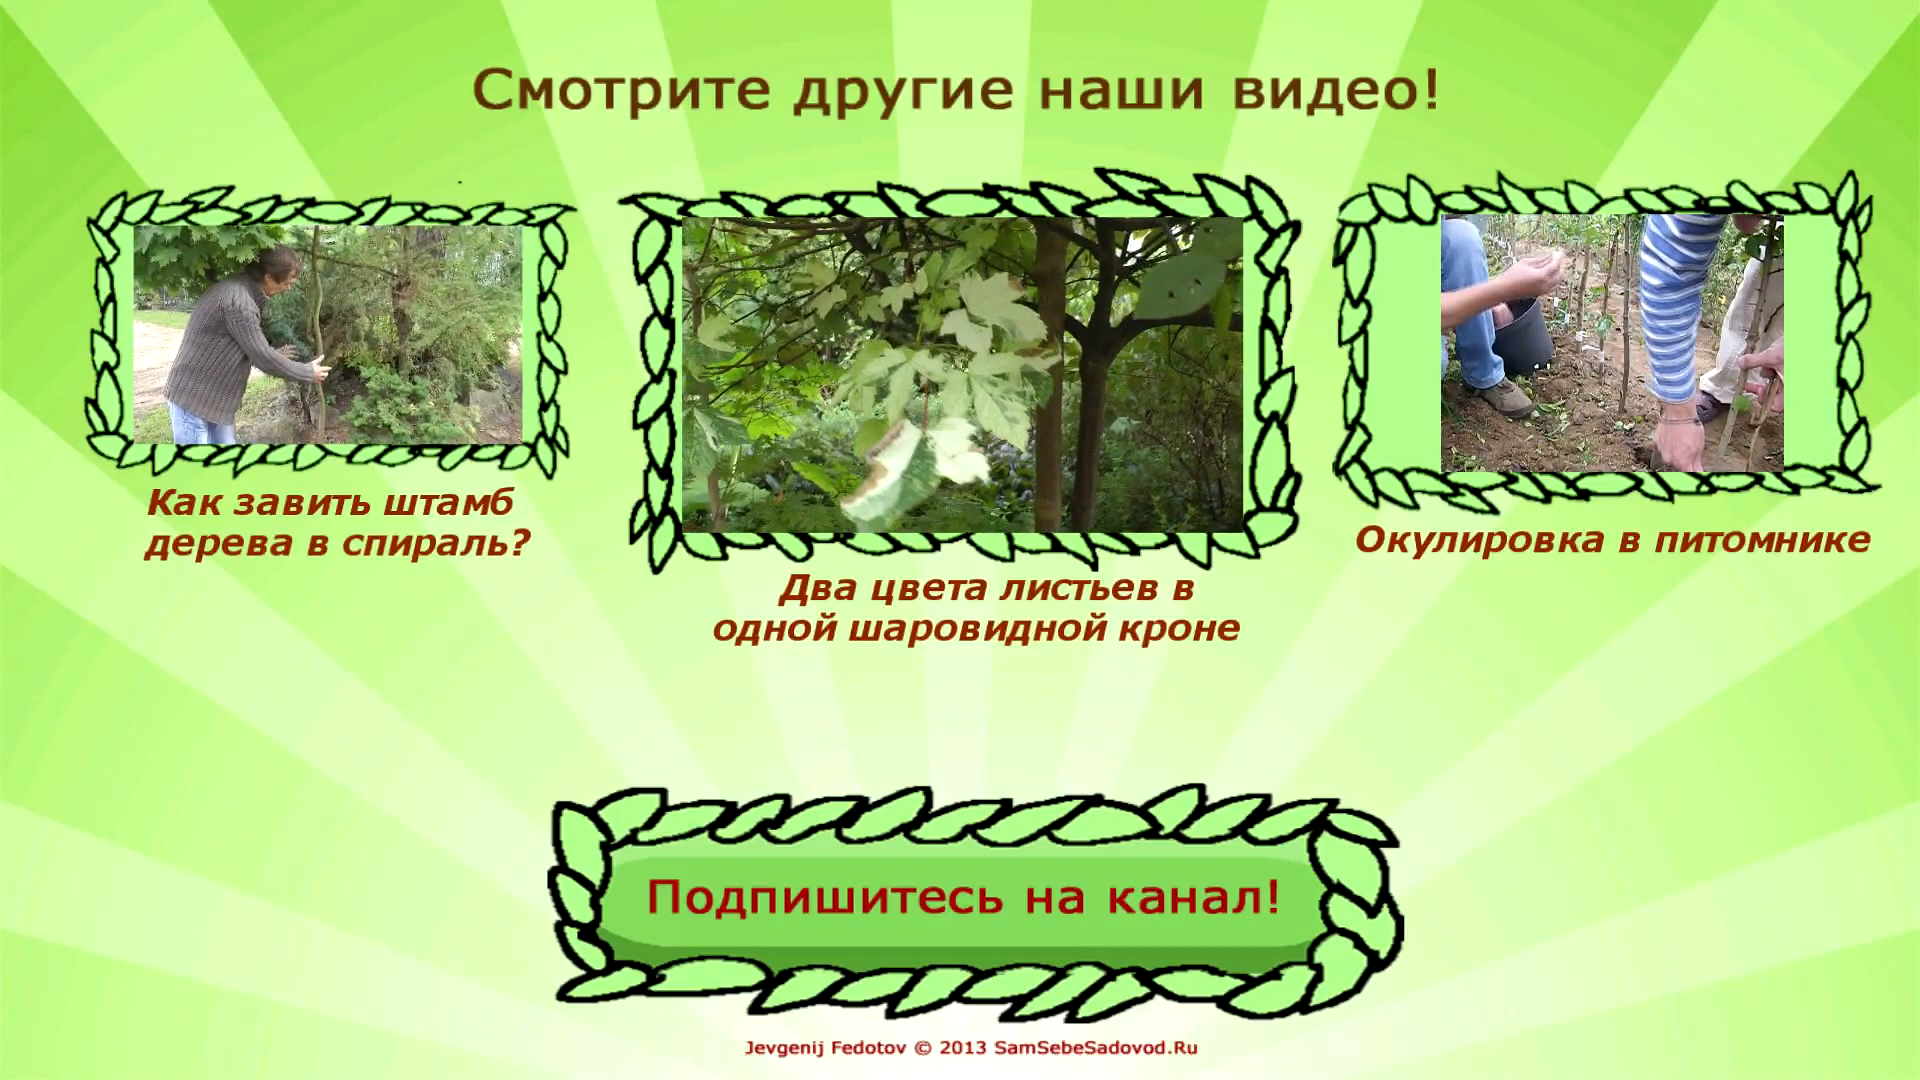 Смотрите другие наши видео!
Как завить штамб
дерева в спираль?
Два цвета листьев в
одной шаровидной кроне
Окулировка в питомнике
Подпишитесь на канал!
Jevgenij Fedotov © 2013 SamSebeSadovod.Ru